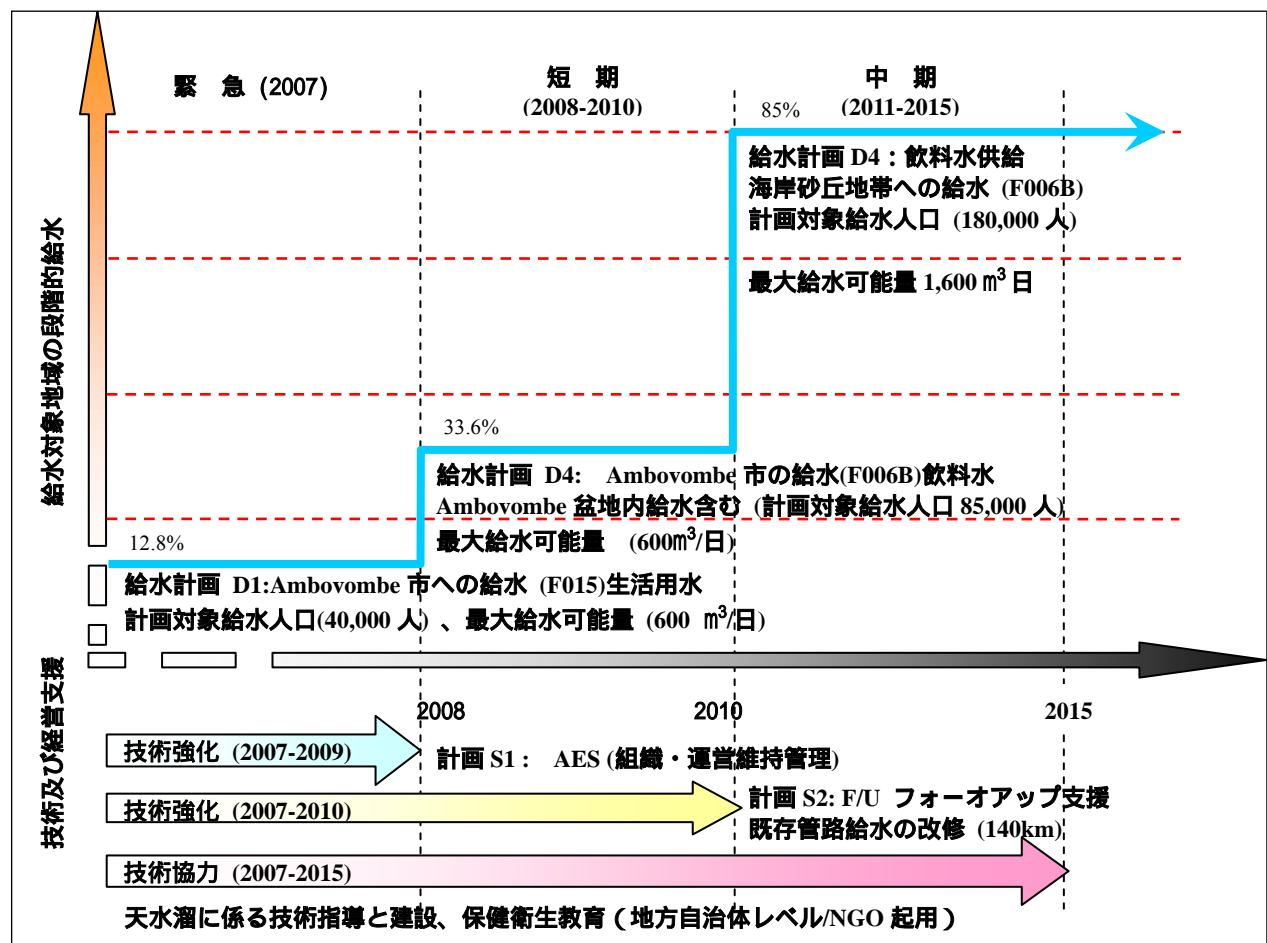 緊 急 (2007)
短 期
(2008-2010)
中 期
(2011-2015)
85%
給水計画 D4：飲料水供給
海岸砂丘地帯への給水 (F006B)
計画対象給水人口 (180,000 人)
最大給水可能量 1,600 ㎥日
33.6%
給水計画 D4: Ambovombe 市の給水(F006B)飲料水
Ambovombe 盆地内給水含む (計画対象給水人口 85,000 人)
最大給水可能量 (600㎥/日)
12.8%
給水計画 D1:Ambovombe 市への給水 (F015)生活用水
計画対象給水人口(40,000 人) 、最大給水可能量 (600 ㎥/日)
給水対象地域の段階的給水
技術及び経営支援
2008
2010
2015
技術強化 (2007-2009)
計画 S1 : AES (組織・運営維持管理)
技術強化 (2007-2010)
計画 S2: F/U フォーオアップ支援
既存管路給水の改修 (140km)
技術協力 (2007-2015)
天水溜に係る技術指導と建設、保健衛生教育（地方自治体レベル/NGO 起用）